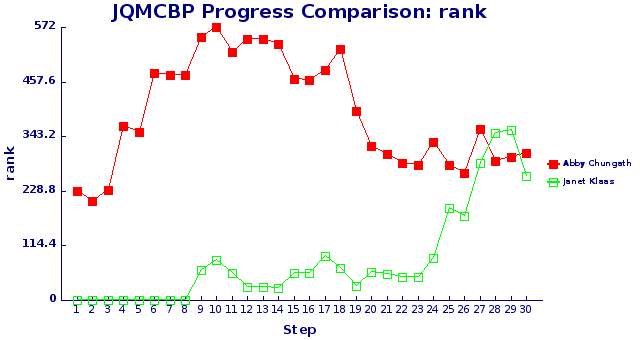 JQMCBP Progress Comparison: rank
572
457.6
343.2
228.8
114.4
0
rank
1 2 3 4 5 6 7 8 9 10 11 12 13 14 15 16 17 18 19 20 21 22 23 24 25 26 27 28 29 30
Step
Abby Chungath
Janet Klaas